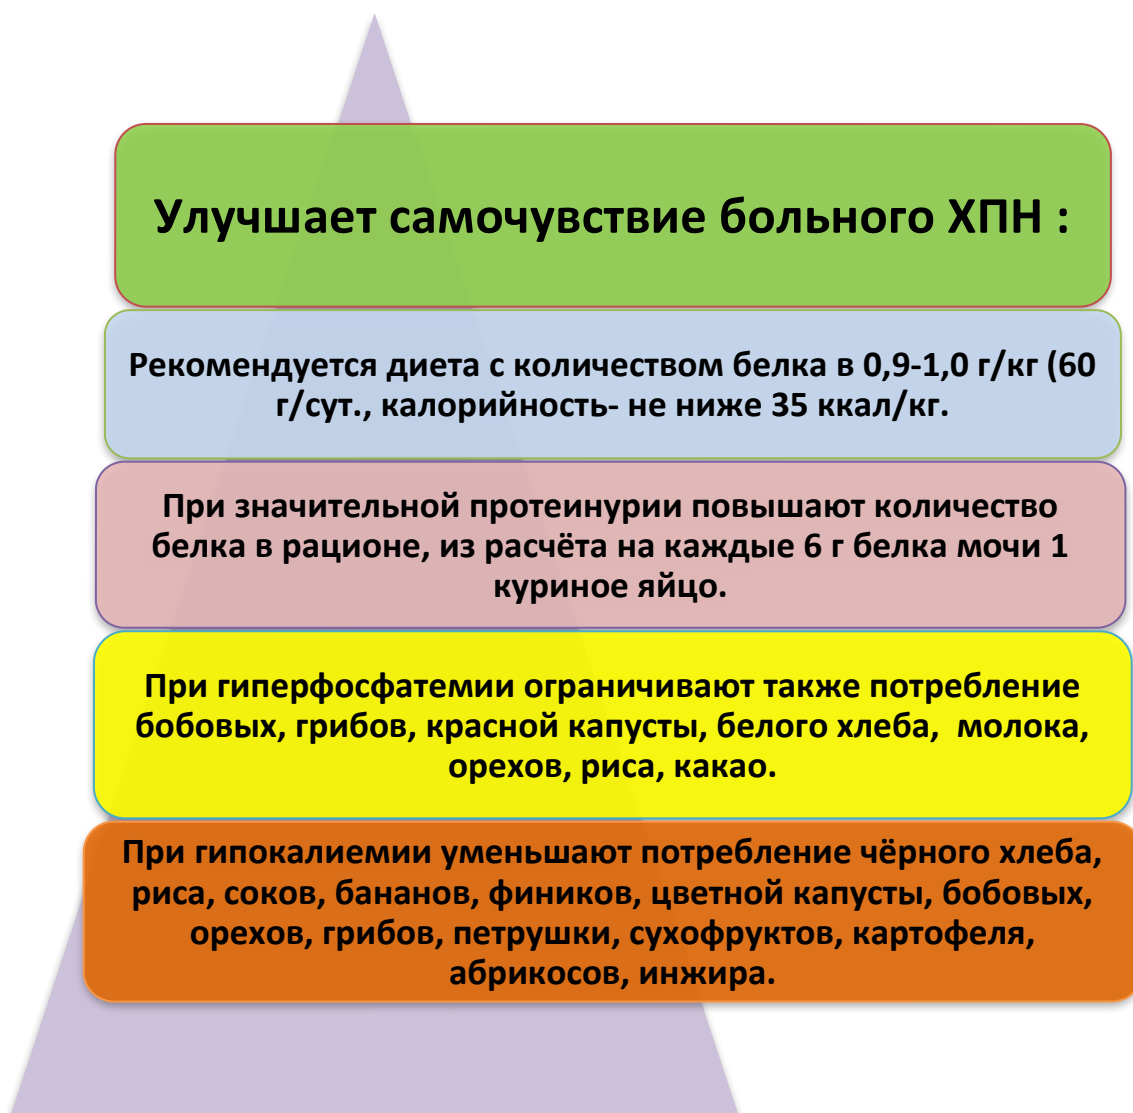 Улучшает самочувствие больного ХПН :
Рекомендуется диета с количеством белка в 0,9-1,0 г/кг (60
г/сут., калорийность- не ниже 35 ккал/кг.
При значительной протеинурии повышают количество
белка в рационе, из расчёта на каждые 6 г белка мочи 1
куриное яйцо.
При гиперфосфатемии ограничивают также потребление
бобовых, грибов, красной капусты, белого хлеба,  молока,
орехов, риса, какао.
При гипокалиемии уменьшают потребление чёрного хлеба,
риса, соков, бананов, фиников, цветной капусты, бобовых,
орехов, грибов, петрушки, сухофруктов, картофеля,
абрикосов, инжира.